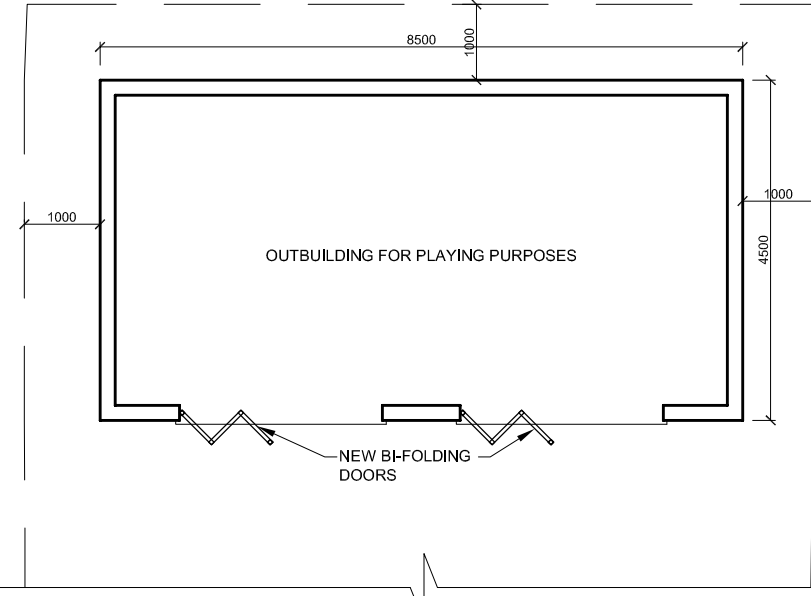 8500
1000
1000
1000
4500
OUTBUILDING FOR PLAYING PURPOSES
NEW BI-FOLDING
DOORS